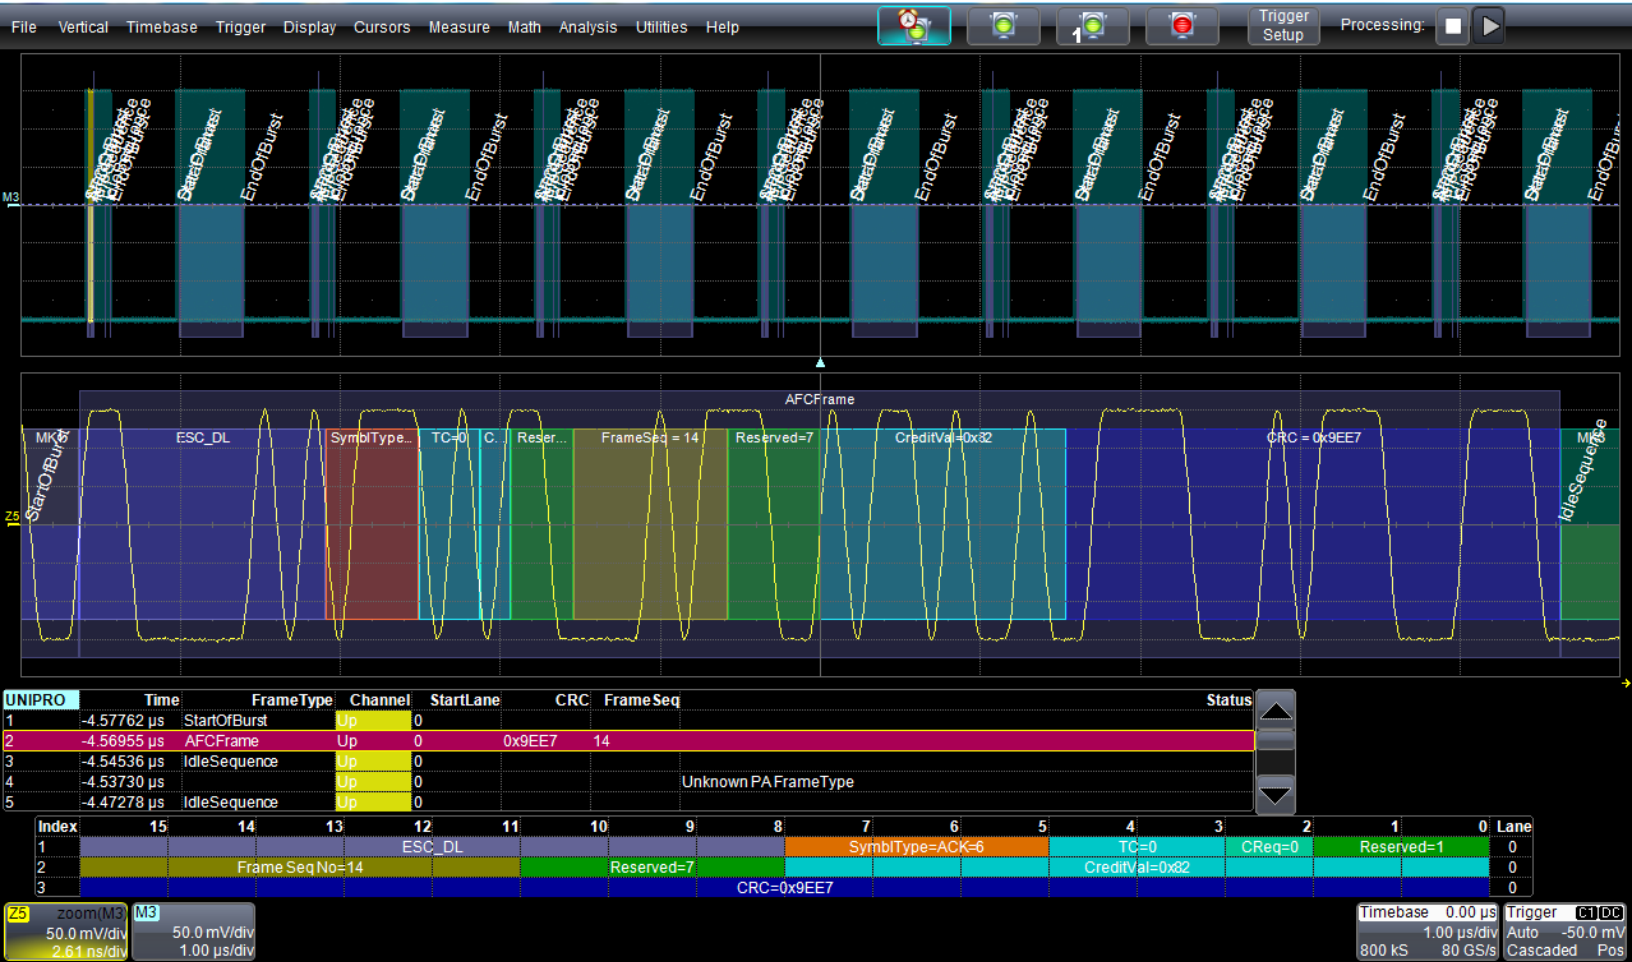 File Vertical Timebase Trigger Display Cursors Measure Math Analysis Utilities Help
1
Trigger Setup
Processing:
M3
EndOfBurst EndOfBurst EndOfBurst EndOfBurst EndOfBurst EndOfBurst
AFCFrame
ESC_DL SymblType... TC=0 C... Reser... FrameSeq = 14 Reserved=7 CreditVal=0x82 CRC = 0x9EE7
StartOfBurst
IdleSequence
Z5
UNIPRO Time FrameType Channel StartLane CRC FrameSeq Status
1 -4.57762 µs StartOfBurst Up 0
2 -4.56955 µs AFCFrame Up 0 0x9EE7 14
3 -4.54536 µs IdleSequence Up 0
4 -4.53730 µs Up 0 Unknown PA FrameType
5 -4.47278 µs IdleSequence Up 0
Index 15 14 13 12 11 10 9 8 7 6 5 4 3 2 1 0 Lane
1 ESC_DL SymblType=ACK=6 TC=0 CReq=0 Reserved=1 0
2 Frame Seq No=14 Reserved=7 CreditVal=0x82 0
3 CRC=0x9EE7 0
Z5 zoom(M3)
50.0 mV/div
2.61 ns/div
M3
50.0 mV/div
1.00 µs/div
Timebase 0.00 µs
1.00 µs/div
800 kS 80 GS/s
Trigger C1 DC
Auto -50.0 mV
Cascaded Pos